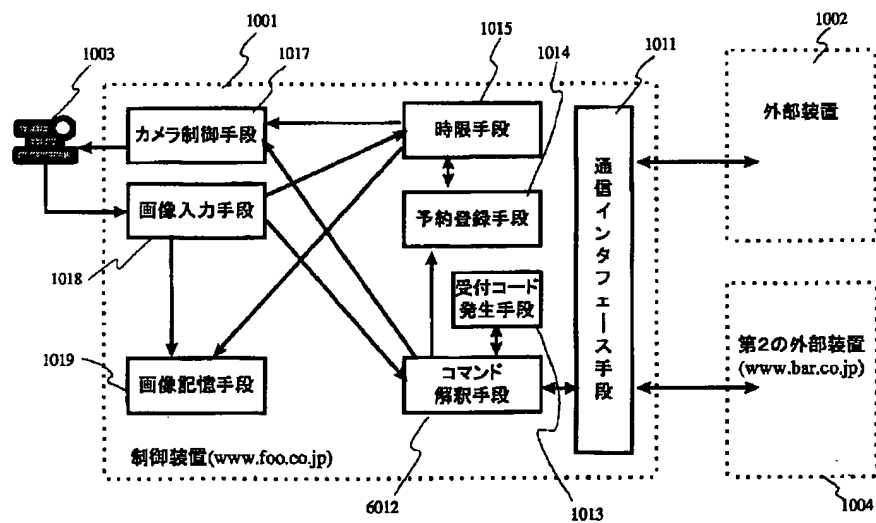 1001
1017
1015
1014
1011
1002
1003
カメラ制御手段
時限手段
外部装置
画像入力手段
予約登録手段
通信インタフェース手段
1018
受付コード
発生手段
1019
画像記憶手段
コマンド
解釈手段
第2の外部装置
(www.bar.co.jp)
制御装置(www.foo.co.jp)
6012
1013
1004